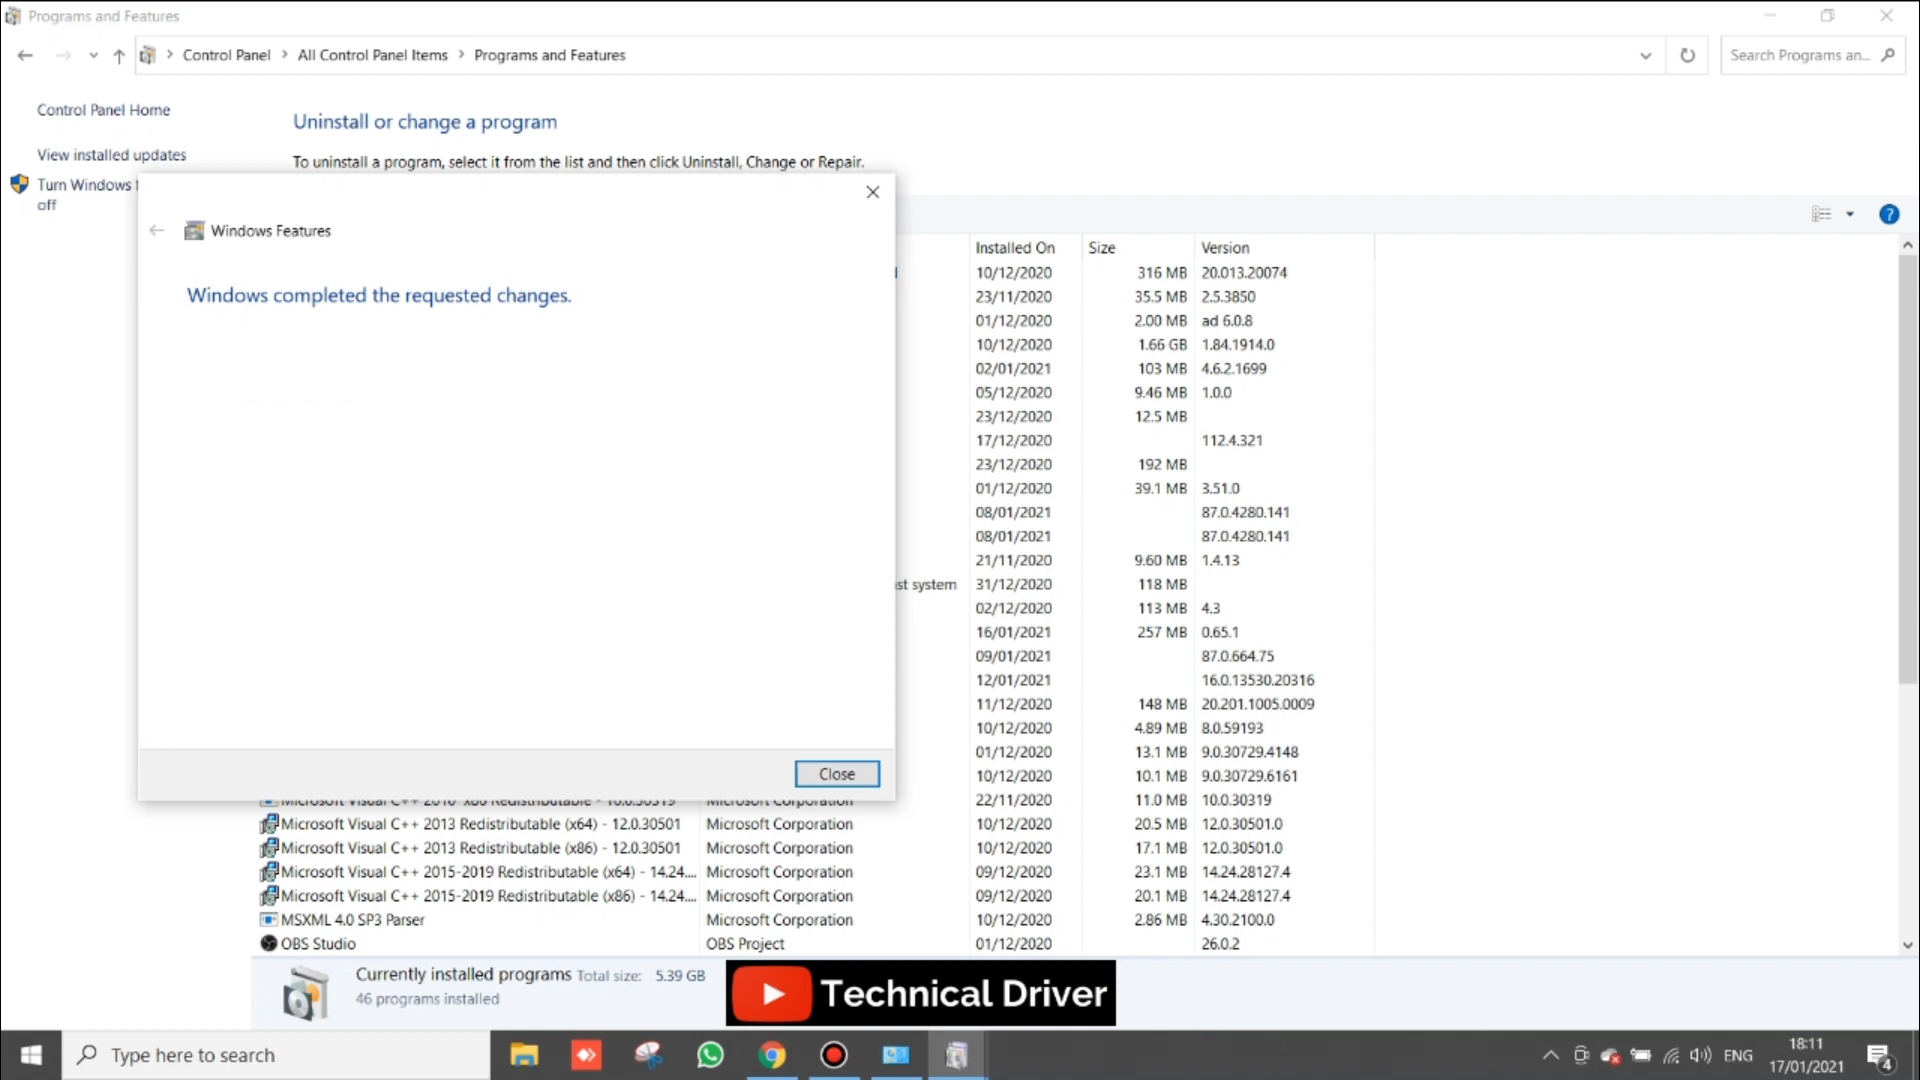 Programs and Features
Control Panel > All Control Panel Items > Programs and Features
Search Programs an...
Control Panel Home
View installed updates
Turn Windows
off
Uninstall or change a program
To uninstall a program, select it from the list and then click Uninstall, Change or Repair.
Windows Features
Windows completed the requested changes.
Close
Installed On Size Version
10/12/2020 316 MB 20.013.20074
23/11/2020 35.5 MB 2.5.3850
01/12/2020 2.00 MB ad 6.0.8
10/12/2020 1.66 GB 1.84.1914.0
02/01/2021 103 MB 4.6.2.1699
05/12/2020 9.46 MB 1.0.0
23/12/2020 12.5 MB
17/12/2020 112.4.321
23/12/2020 192 MB
01/12/2020 39.1 MB 3.51.0
08/01/2021 87.0.4280.141
08/01/2021 87.0.4280.141
21/11/2020 9.60 MB 1.4.13
st system 31/12/2020 118 MB
02/12/2020 113 MB 4.3
16/01/2021 257 MB 0.65.1
09/01/2021 87.0.664.75
12/01/2021 16.0.13530.20316
11/12/2020 148 MB 20.201.1005.0009
10/12/2020 4.89 MB 8.0.59193
01/12/2020 13.1 MB 9.0.30729.4148
10/12/2020 10.1 MB 9.0.30729.6161
Microsoft Visual C++ 2010 x86 Redistributable - 10.0.30319 Microsoft Corporation 22/11/2020 11.0 MB 10.0.30319
Microsoft Visual C++ 2013 Redistributable (x64) - 12.0.30501 Microsoft Corporation 10/12/2020 20.5 MB 12.0.30501.0
Microsoft Visual C++ 2013 Redistributable (x86) - 12.0.30501 Microsoft Corporation 10/12/2020 17.1 MB 12.0.30501.0
Microsoft Visual C++ 2015-2019 Redistributable (x64) - 14.24.... Microsoft Corporation 09/12/2020 23.1 MB 14.24.28127.4
Microsoft Visual C++ 2015-2019 Redistributable (x86) - 14.24.... Microsoft Corporation 09/12/2020 20.1 MB 14.24.28127.4
MSXML 4.0 SP3 Parser Microsoft Corporation 10/12/2020 2.86 MB 4.30.2100.0
OBS Studio OBS Project 01/12/2020 26.0.2
Currently installed programs Total size: 5.39 GB
46 programs installed
Technical Driver
Type here to search
ENG
18:11
17/01/2021
4